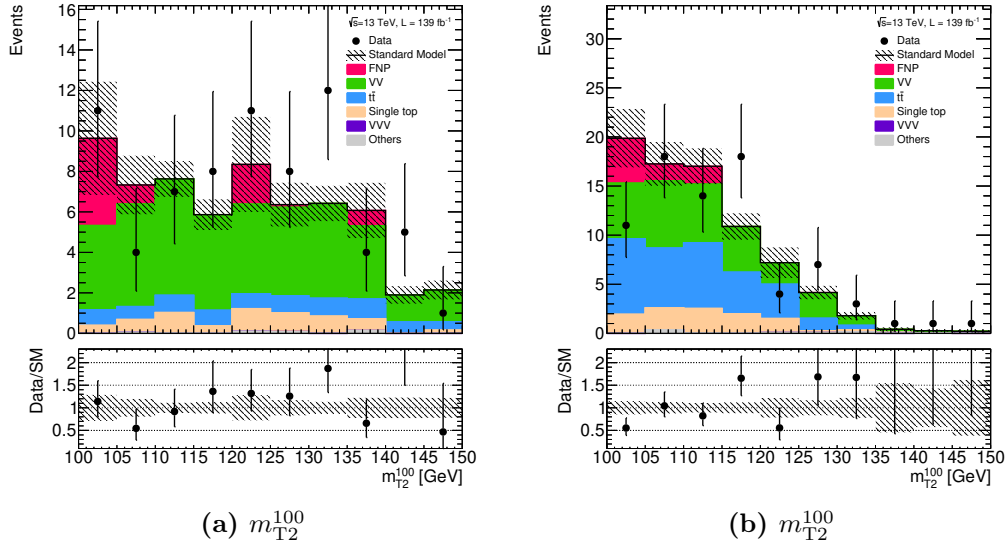 Events
16
14
12
10
8
6
4
2
0
√s=13 TeV, L = 139 fb⁻¹
Data
Standard Model
FNP
VV
tt̄
Single top
VVV
Others
Data/SM
2
1.5
1
0.5
100 105 110 115 120 125 130 135 140 145 150
m_T2^100 [GeV]
(a) m_T2^100
Events
30
25
20
15
10
5
0
√s=13 TeV, L = 139 fb⁻¹
Data
Standard Model
FNP
VV
tt̄
Single top
VVV
Others
Data/SM
2
1.5
1
0.5
100 105 110 115 120 125 130 135 140 145 150
m_T2^100 [GeV]
(b) m_T2^100